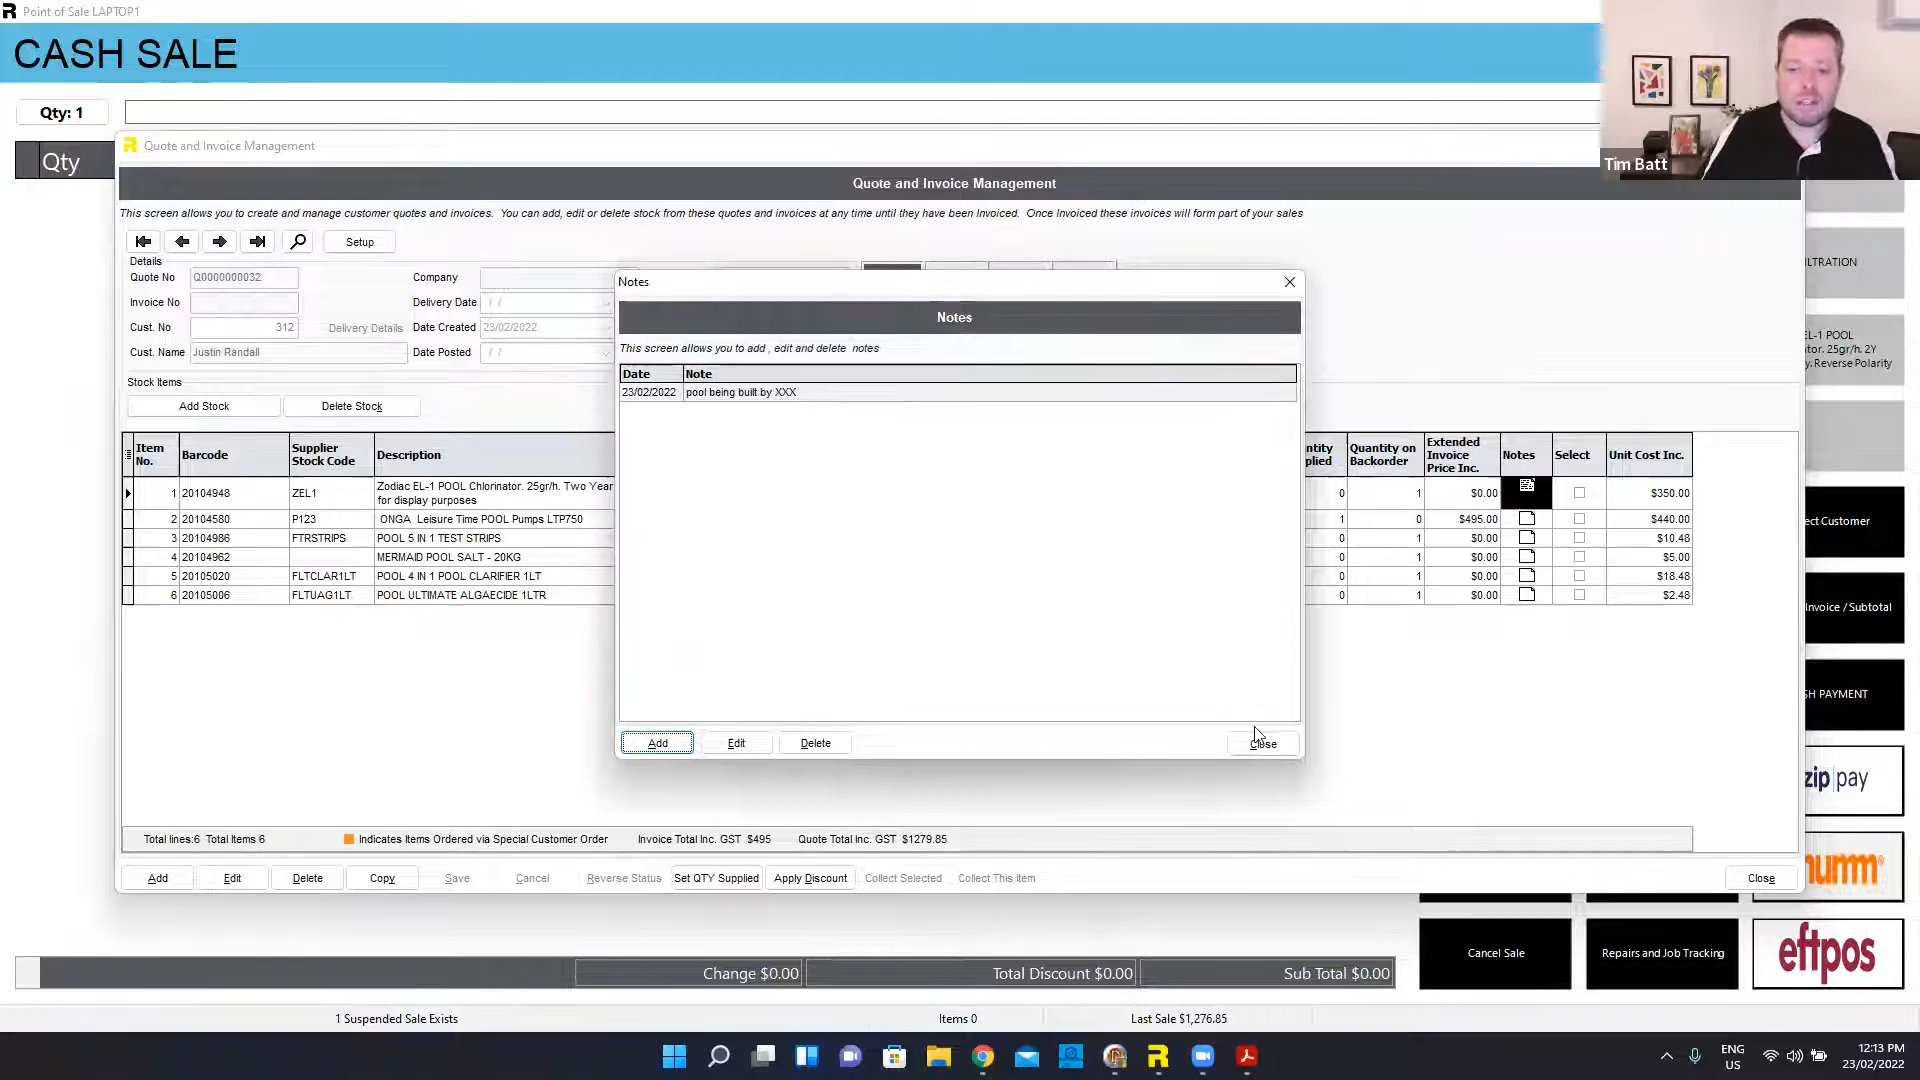 Point of Sale LAPTOP1
CASH SALE
Qty: 1
Qty
Tim Batt
Quote and Invoice Management
Quote and Invoice Management
This screen allows you to create and manage customer quotes and invoices. You can add, edit or delete stock from these quotes and invoices at any time until they have been Invoiced. Once Invoiced these invoices will form part of your sales
Setup
Details
Quote No Q0000000032 Company
Invoice No Delivery Date / /
Cust. No 312 Delivery Details Date Created 23/02/2022
Cust. Name Justin Randall Date Posted / /
Stock Items
Add Stock Delete Stock
Item No. Barcode Supplier Stock Code Description
1 20104948 ZEL1 Zodiac EL-1 POOL Chlorinator. 25gr/h. Two Year
for display purposes
2 20104580 P123 ONGA Leisure Time POOL Pumps LTP750
3 20104986 FTRSTRIPS POOL 5 IN 1 TEST STRIPS
4 20104962 MERMAID POOL SALT - 20KG
5 20105020 FLTCLAR1LT POOL 4 IN 1 POOL CLARIFIER 1LT
6 20105006 FLTUAG1LT POOL ULTIMATE ALGAECIDE 1LTR
Notes
Notes
This screen allows you to add , edit and delete notes
Date Note
23/02/2022 pool being built by XXX
Add Edit Delete Close
ntity plied Quantity on Backorder Extended Invoice Price Inc. Notes Select Unit Cost Inc.
0 1 $0.00 $350.00
1 0 $495.00 $440.00
0 1 $0.00 $10.48
0 1 $0.00 $5.00
0 1 $0.00 $18.48
0 1 $0.00 $2.48
Total lines:6 Total Items 6 Indicates Items Ordered via Special Customer Order Invoice Total Inc. GST $495 Quote Total Inc. GST $1279.85
Add Edit Delete Copy Save Cancel Reverse Status Set QTY Supplied Apply Discount Collect Selected Collect This Item Close
LTRATION
EL-1 POOL
ator. 25gr/h. 2Y
y. Reverse Polarity
ect Customer
Invoice / Subtotal
SH PAYMENT
zip pay
humm
Cancel Sale
Repairs and Job Tracking
eftpos
Change $0.00 Total Discount $0.00 Sub Total $0.00
1 Suspended Sale Exists Items 0 Last Sale $1,276.85
ENG
US
12:13 PM
23/02/2022